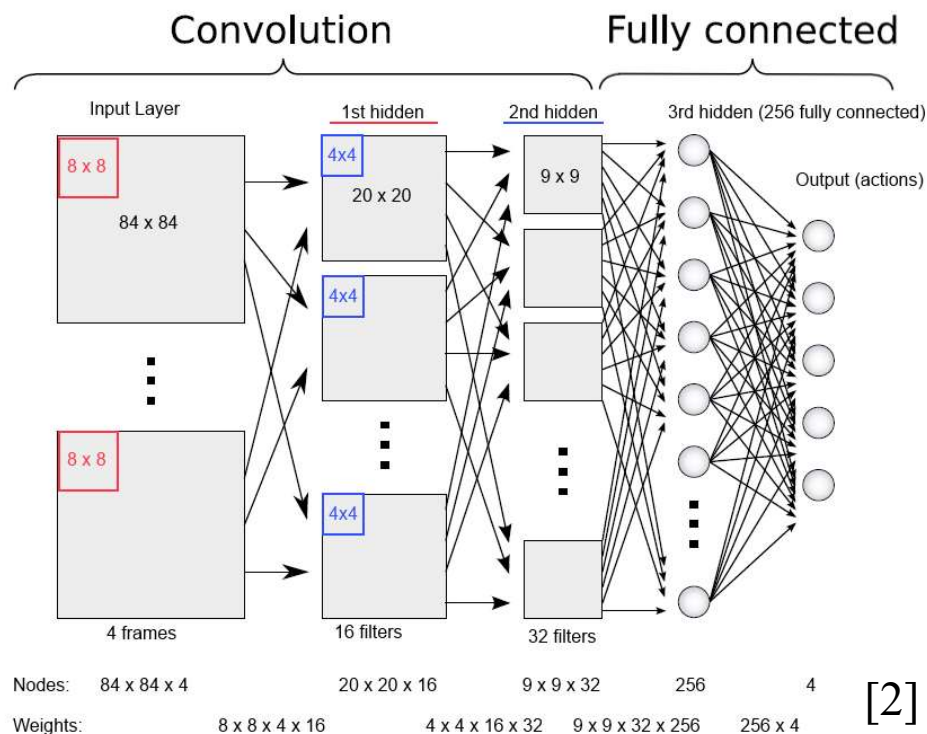 Convolution Fully connected
Input Layer 1st hidden 2nd hidden 3rd hidden (256 fully connected)
8 x 8 4x4
84 x 84 20 x 20 9 x 9 Output (actions)
4x4
8 x 8
4x4
4 frames 16 filters 32 filters
Nodes: 84 x 84 x 4 20 x 20 x 16 9 x 9 x 32 256 4
[2]
Weights: 8 x 8 x 4 x 16 4 x 4 x 16 x 32 9 x 9 x 32 x 256 256 x 4